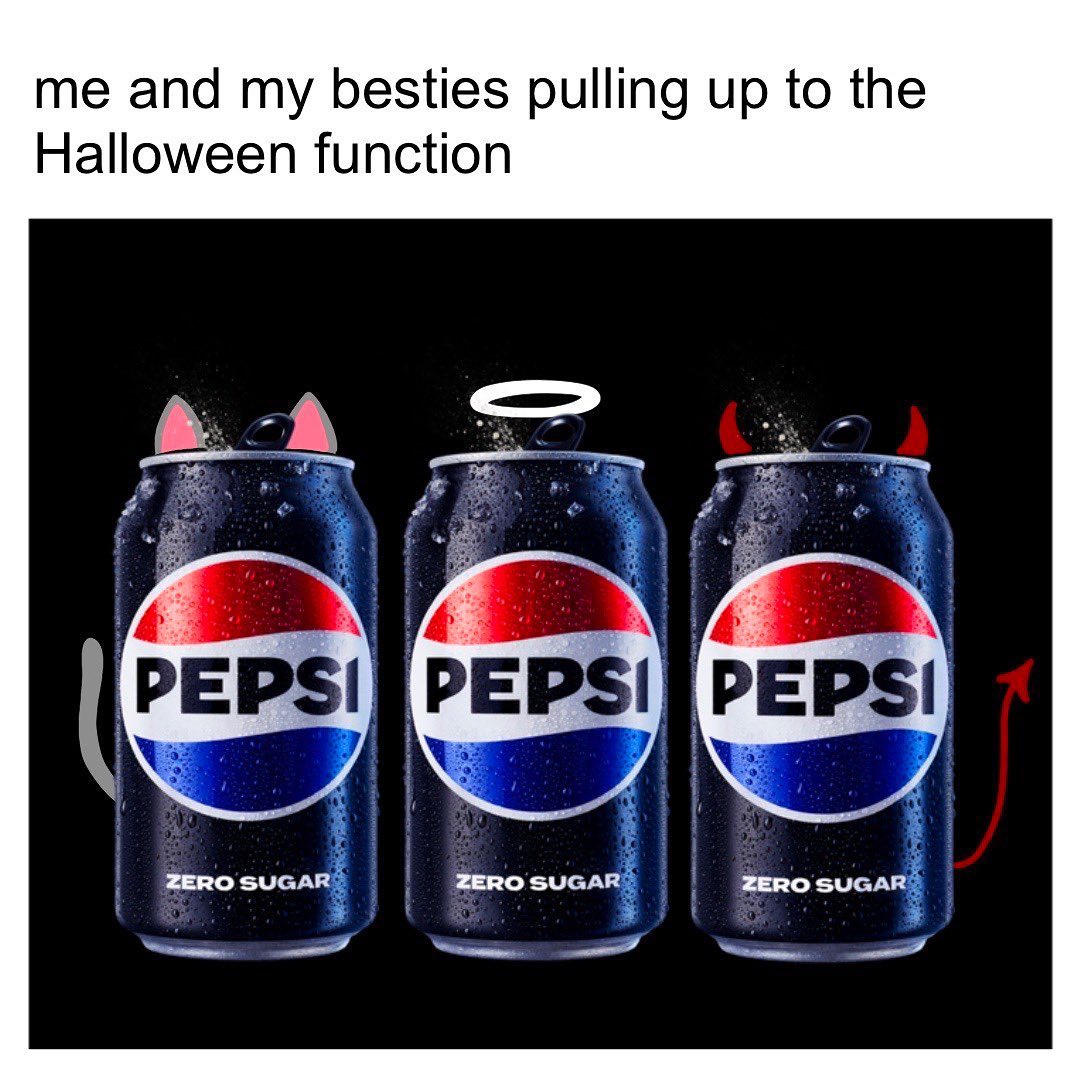 me and my besties pulling up to the
Halloween function
PEPSI PEPSI PEPSI
ZERO SUGAR ZERO SUGAR ZERO SUGAR